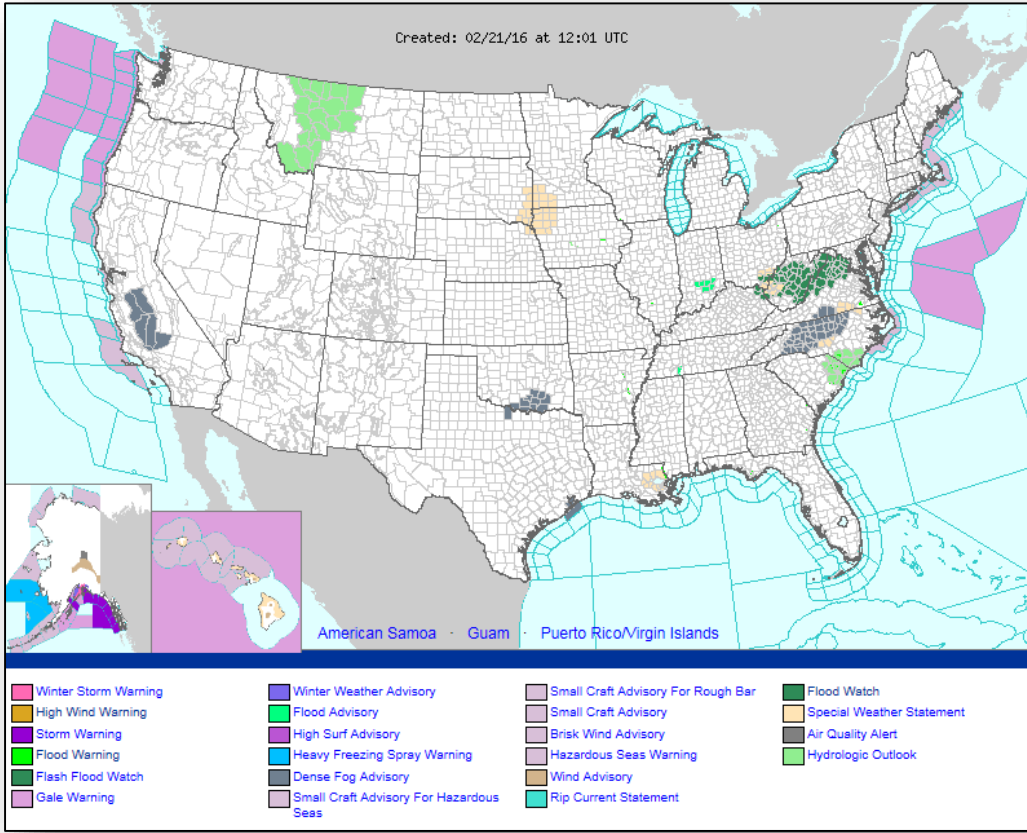 Created: 02/21/16 at 12:01 UTC
American Samoa · Guam · Puerto Rico/Virgin Islands
Winter Storm Warning
High Wind Warning
Storm Warning
Flood Warning
Flash Flood Watch
Gale Warning
Winter Weather Advisory
Flood Advisory
High Surf Advisory
Heavy Freezing Spray Warning
Dense Fog Advisory
Small Craft Advisory For Hazardous
Seas
Small Craft Advisory For Rough Bar
Small Craft Advisory
Brisk Wind Advisory
Hazardous Seas Warning
Wind Advisory
Rip Current Statement
Flood Watch
Special Weather Statement
Air Quality Alert
Hydrologic Outlook